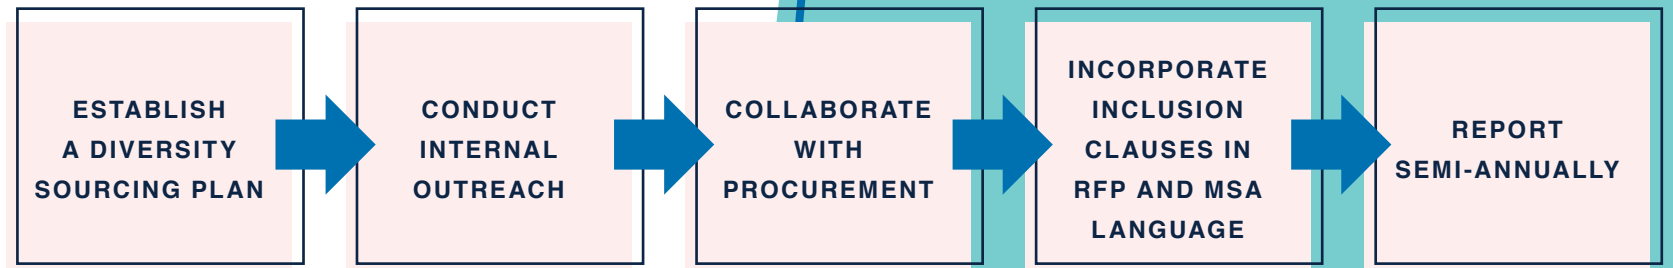 ESTABLISH
A DIVERSITY
SOURCING PLAN
CONDUCT
INTERNAL
OUTREACH
COLLABORATE
WITH
PROCUREMENT
INCORPORATE
INCLUSION
CLAUSES IN
RFP AND MSA
LANGUAGE
REPORT
SEMI-ANNUALLY